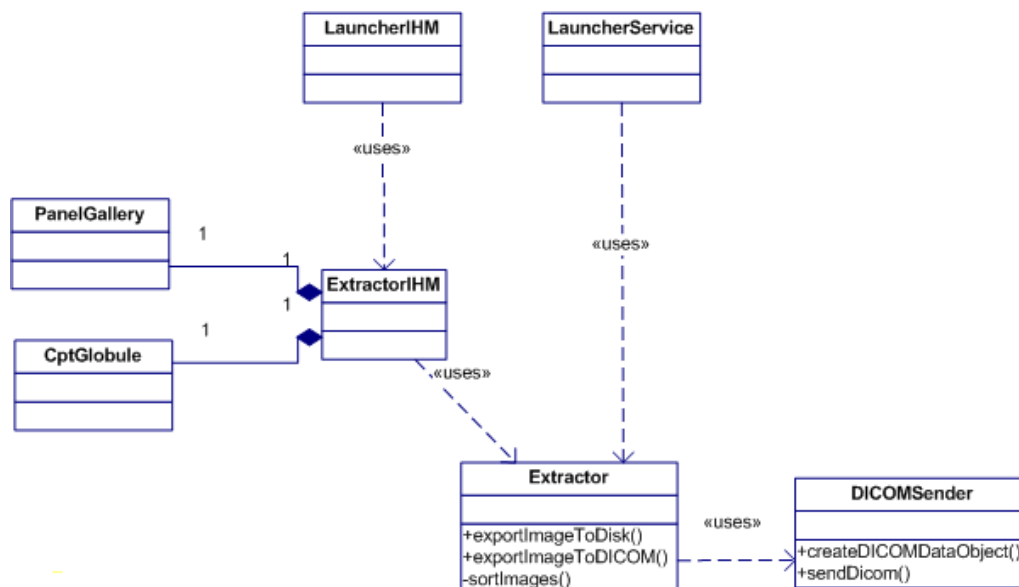 LauncherIHM
LauncherService
«uses»
PanelGallery
1
«uses»
1
ExtractorIHM
1
1
CptGlobule
«uses»
Extractor
DICOMSender
«uses»
+exportImageToDisk()
+exportImageToDICOM()
-sortImages()
+createDICOMDataObject()
+sendDicom()